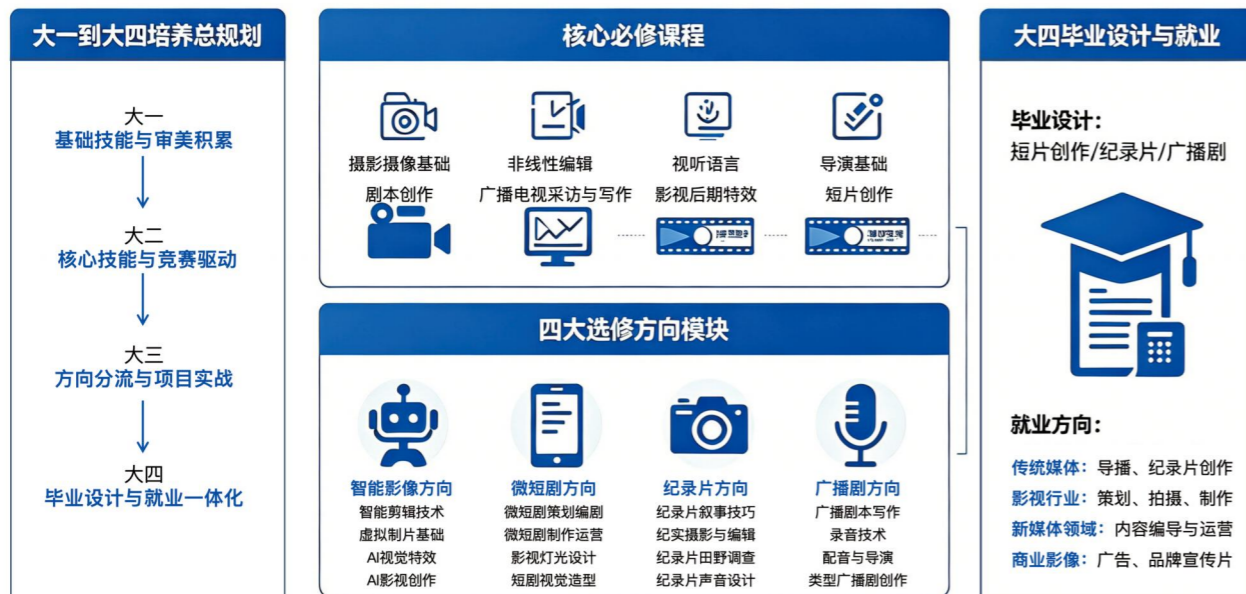 大一到大四培养总规划
大一
基础技能与审美积累
大二
核心技能与竞赛驱动
大三
方向分流与项目实战
大四
毕业设计与就业一体化
核心必修课程
摄影摄像基础
非线性编辑
视听语言
导演基础
剧本创作
广播电视采访与写作
影视后期特效
短片创作
四大选修方向模块
智能影像方向
智能剪辑技术
虚拟制片基础
AI视觉特效
AI影视创作
微短剧方向
微短剧策划编剧
微短剧制作运营
影视灯光设计
短剧视觉造型
纪录片方向
纪录片叙事技巧
纪实摄影与编辑
纪录片田野调查
纪录片声音设计
广播剧方向
广播剧本写作
录音技术
配音与导演
类型广播剧创作
大四毕业设计与就业
毕业设计：
短片创作/纪录片/广播剧
就业方向：
传统媒体：导播、纪录片创作
影视行业：策划、拍摄、制作
新媒体领域：内容编导与运营
商业影像：广告、品牌宣传片